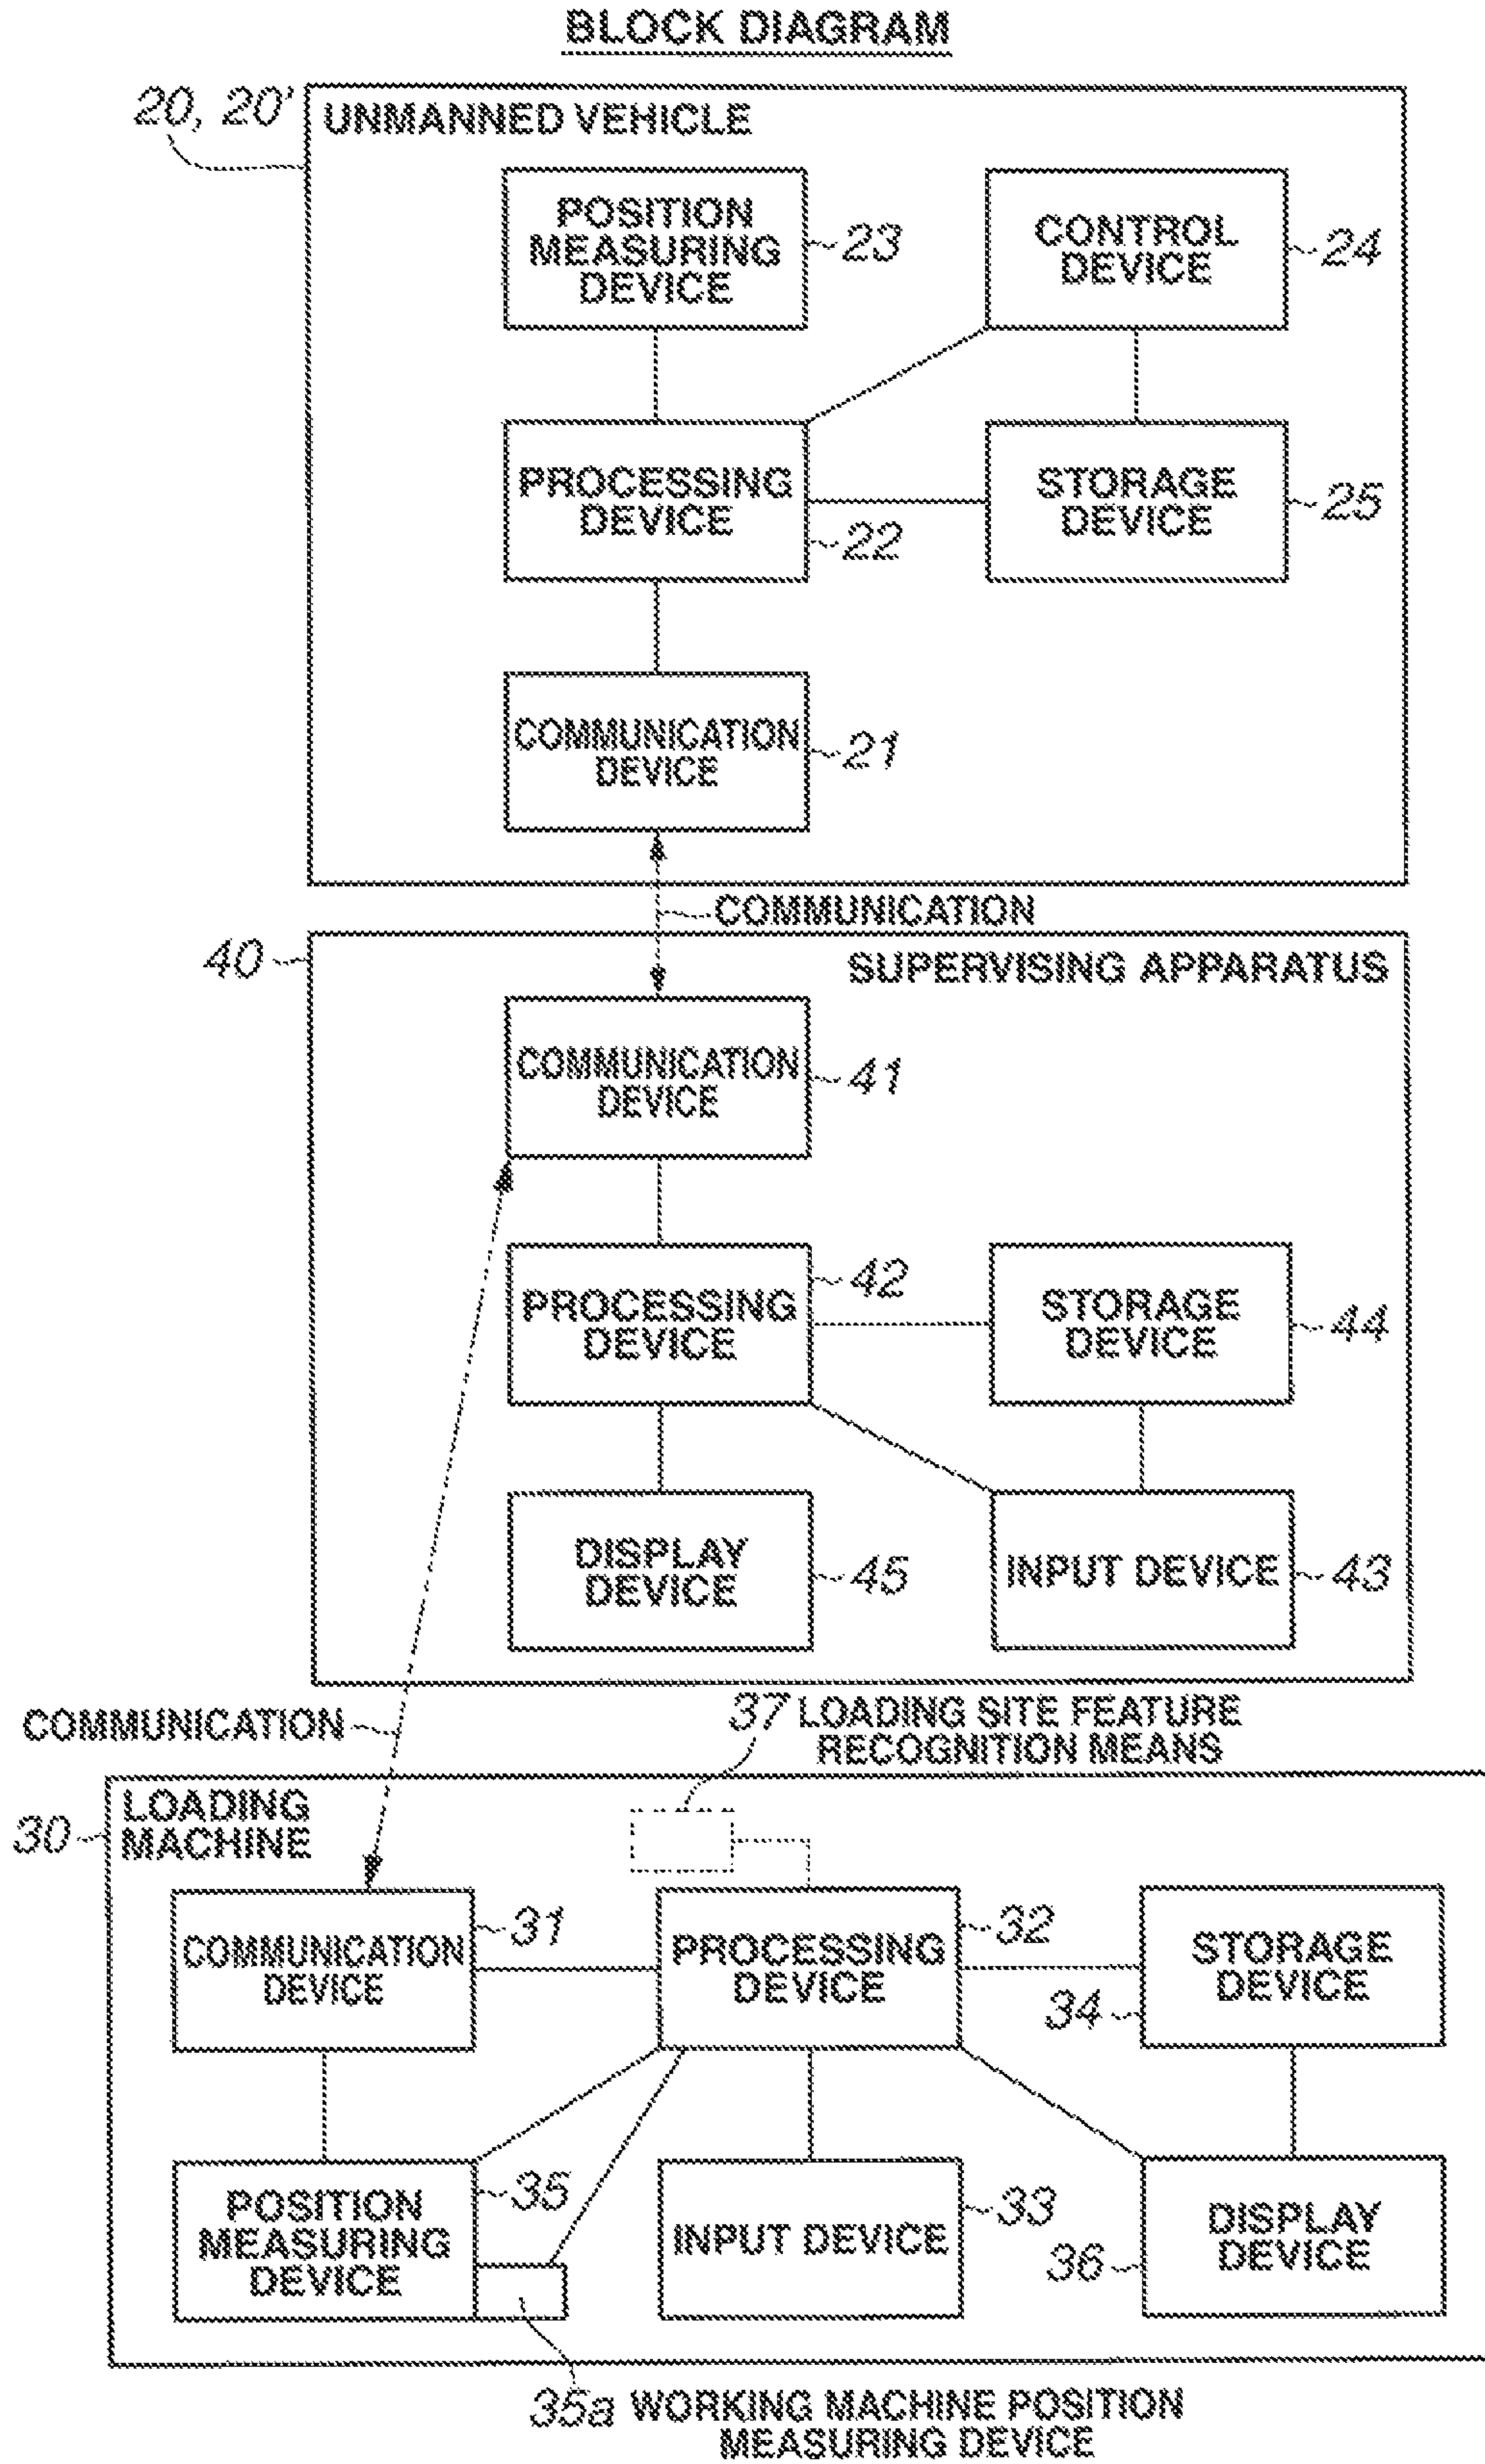 BLOCK DIAGRAM
20, 20'
UNMANNED VEHICLE
POSITION
MEASURING
DEVICE
23
CONTROL
DEVICE
24
PROCESSING
DEVICE
22
STORAGE
DEVICE
25
COMMUNICATION
DEVICE
21
COMMUNICATION
40
SUPERVISING APPARATUS
COMMUNICATION
DEVICE
41
PROCESSING
DEVICE
42
STORAGE
DEVICE
44
DISPLAY
DEVICE
45
INPUT DEVICE
43
COMMUNICATION
37 LOADING SITE FEATURE
RECOGNITION MEANS
30
LOADING
MACHINE
COMMUNICATION
DEVICE
31
PROCESSING
DEVICE
32
STORAGE
DEVICE
34
POSITION
MEASURING
DEVICE
35
INPUT DEVICE
33
DISPLAY
DEVICE
36
35a WORKING MACHINE POSITION
MEASURING DEVICE